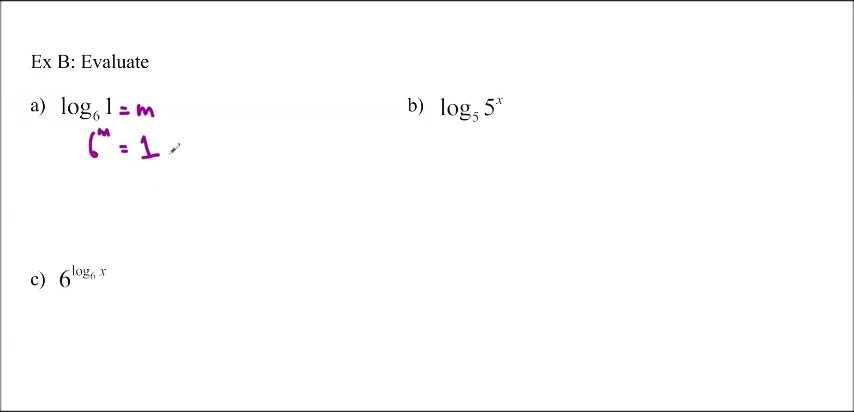 Ex B: Evaluate
a) log₆ 1 = m
6ᵐ = 1
b) log₅ 5ˣ
c) 6^(log₆ x)